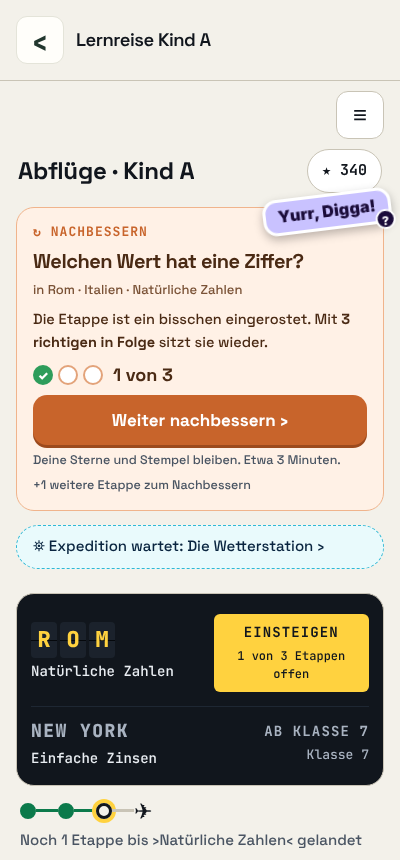 < Lernreise Kind A
≡
Abflüge · Kind A
★ 340
Yurr, Digga!
?
↻ NACHBESSERN
Welchen Wert hat eine Ziffer?
in Rom · Italien · Natürliche Zahlen
Die Etappe ist ein bisschen eingerostet. Mit 3
richtigen in Folge sitzt sie wieder.
1 von 3
Weiter nachbessern >
Deine Sterne und Stempel bleiben. Etwa 3 Minuten.
+1 weitere Etappe zum Nachbessern
Expedition wartet: Die Wetterstation >
ROM
Natürliche Zahlen
EINSTEIGEN
1 von 3 Etappen
offen
NEW YORK
Einfache Zinsen
AB KLASSE 7
Klasse 7
Noch 1 Etappe bis >Natürliche Zahlen< gelandet